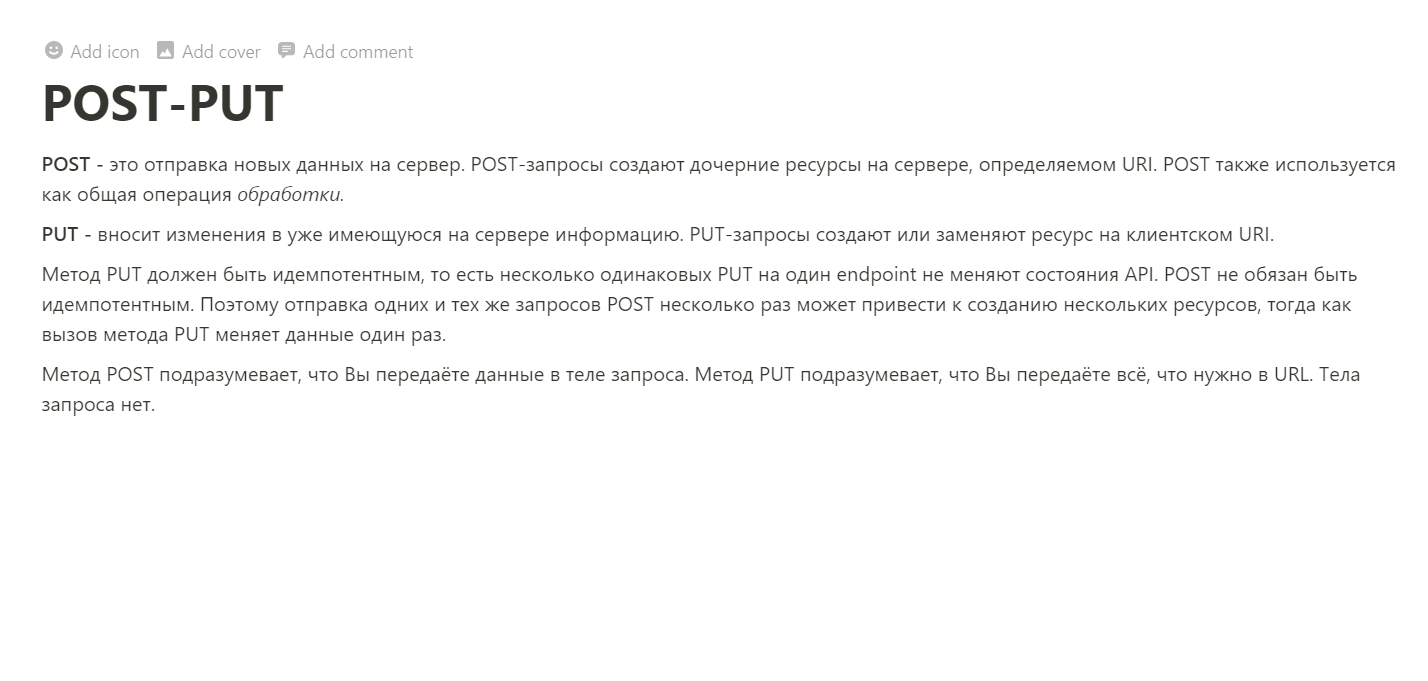 Add icon Add cover Add comment
POST-PUT
POST - это отправка новых данных на сервер. POST-запросы создают дочерние ресурсы на сервере, определяемом URI. POST также используется
как общая операция обработки.
PUT - вносит изменения в уже имеющуюся на сервере информацию. PUT-запросы создают или заменяют ресурс на клиентском URI.
Метод PUT должен быть идемпотентным, то есть несколько одинаковых PUT на один endpoint не меняют состояния API. POST не обязан быть
идемпотентным. Поэтому отправка одних и тех же запросов POST несколько раз может привести к созданию нескольких ресурсов, тогда как
вызов метода PUT меняет данные один раз.
Метод POST подразумевает, что Вы передаёте данные в теле запроса. Метод PUT подразумевает, что Вы передаёте всё, что нужно в URL. Тела
запроса нет.